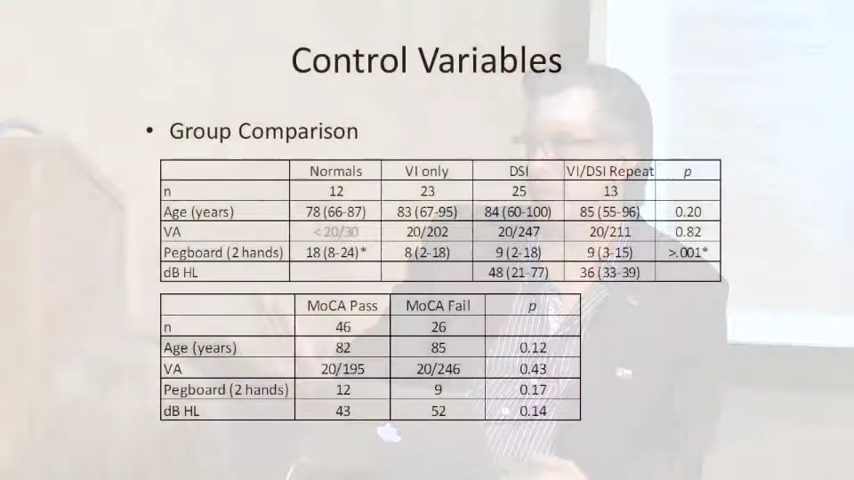 Control Variables
• Group Comparison
Normals VI only DSI VI/DSI Repeat p
n 12 23 25 13
Age (years) 78 (66-87) 83 (67-95) 84 (60-100) 85 (55-96) 0.20
VA < 20/30 20/202 20/247 20/211 0.82
Pegboard (2 hands) 18 (8-24)* 8 (2-18) 9 (2-18) 9 (3-15) >.001*
dB HL 48 (21-77) 36 (33-39)
MoCA Pass MoCA Fail p
n 46 26
Age (years) 82 85 0.12
VA 20/195 20/246 0.43
Pegboard (2 hands) 12 9 0.17
dB HL 43 52 0.14